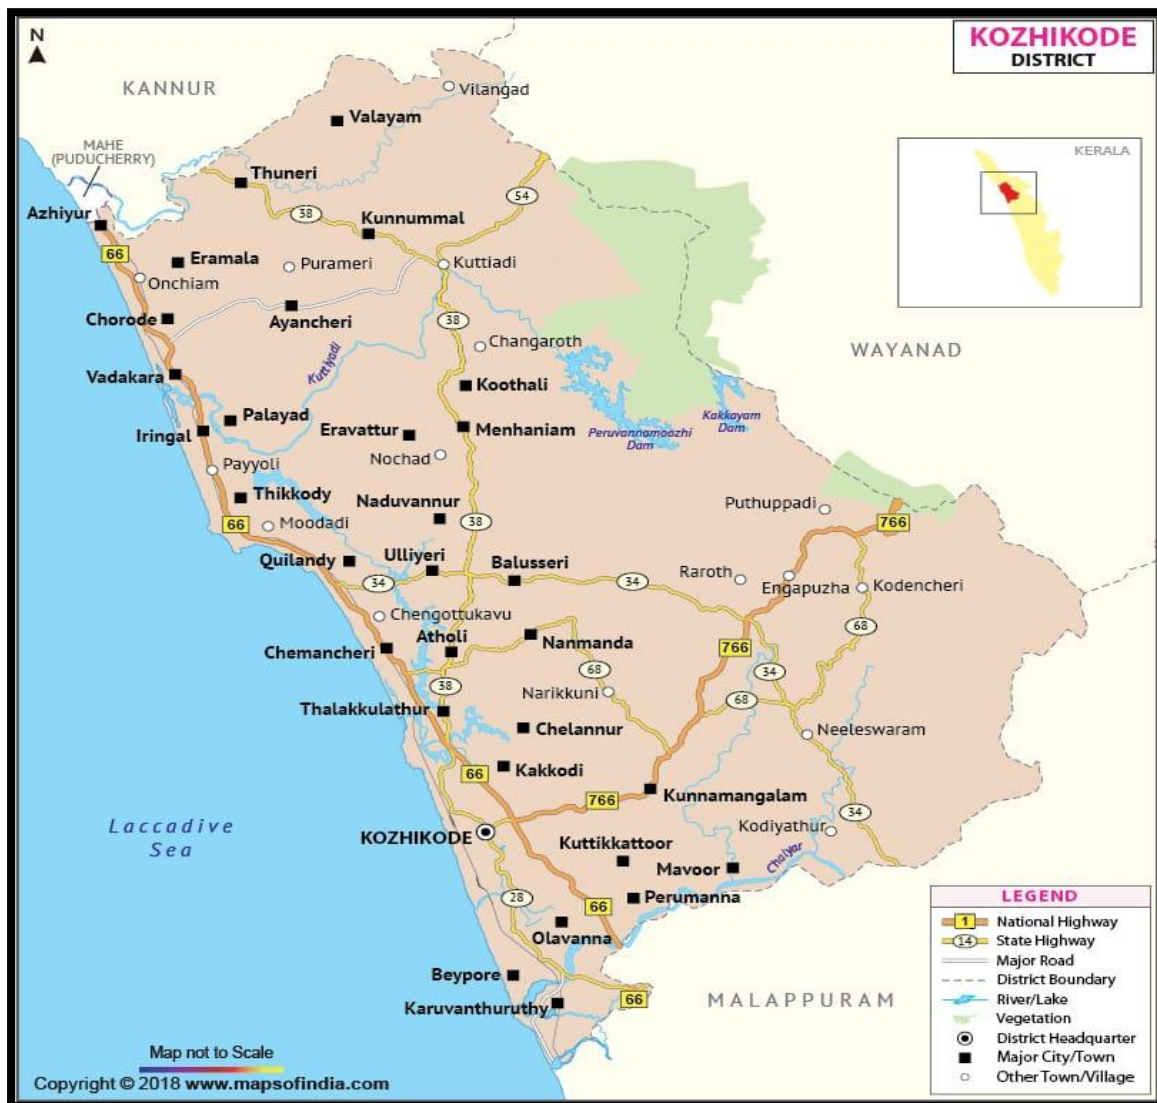 N
KOZHIKODE
DISTRICT
KANNUR
Vilangad
Valayam
MAHE
(PUDUCHERRY)
KERALA
Thuneri
54
Azhiyur
38
Kunnummal
66
Eramala
Purameri
Kuttiadi
Onchiam
Chorode
Ayancheri
38
Changaroth
WAYANAD
Kuttiyadi
Vadakara
Koothali
Palayad
Kakkayam
Dam
Iringal
Eravattur
Menhaniam
Peruvannamoozhi
Dam
Payyoli
Nochad
Thikkody
Naduvannur
Puthuppadi
66
Moodadi
38
766
Quilandy
Ulliyeri
Balusseri
34
34
Raroth
Engapuzha
Kodencheri
Chengottukavu
68
Chemancheri
Atholi
Nanmanda
766
68
34
38
Narikkuni
68
Thalakkulathur
Chelannur
Neeleswaram
66
Kakkodi
766
Kunnamangalam
34
Laccadive
Sea
KOZHIKODE
Kodiyathur
Kuttikkattoor
Chalyar
Mavoor
28
66
Perumanna
Olavanna
Beypore
Karuvanthuruthy
66
MALAPPURAM
LEGEND
1 National Highway
14 State Highway
Major Road
District Boundary
River/Lake
Vegetation
District Headquarter
Major City/Town
Other Town/Village
Map not to Scale
Copyright © 2018 www.mapsofindia.com